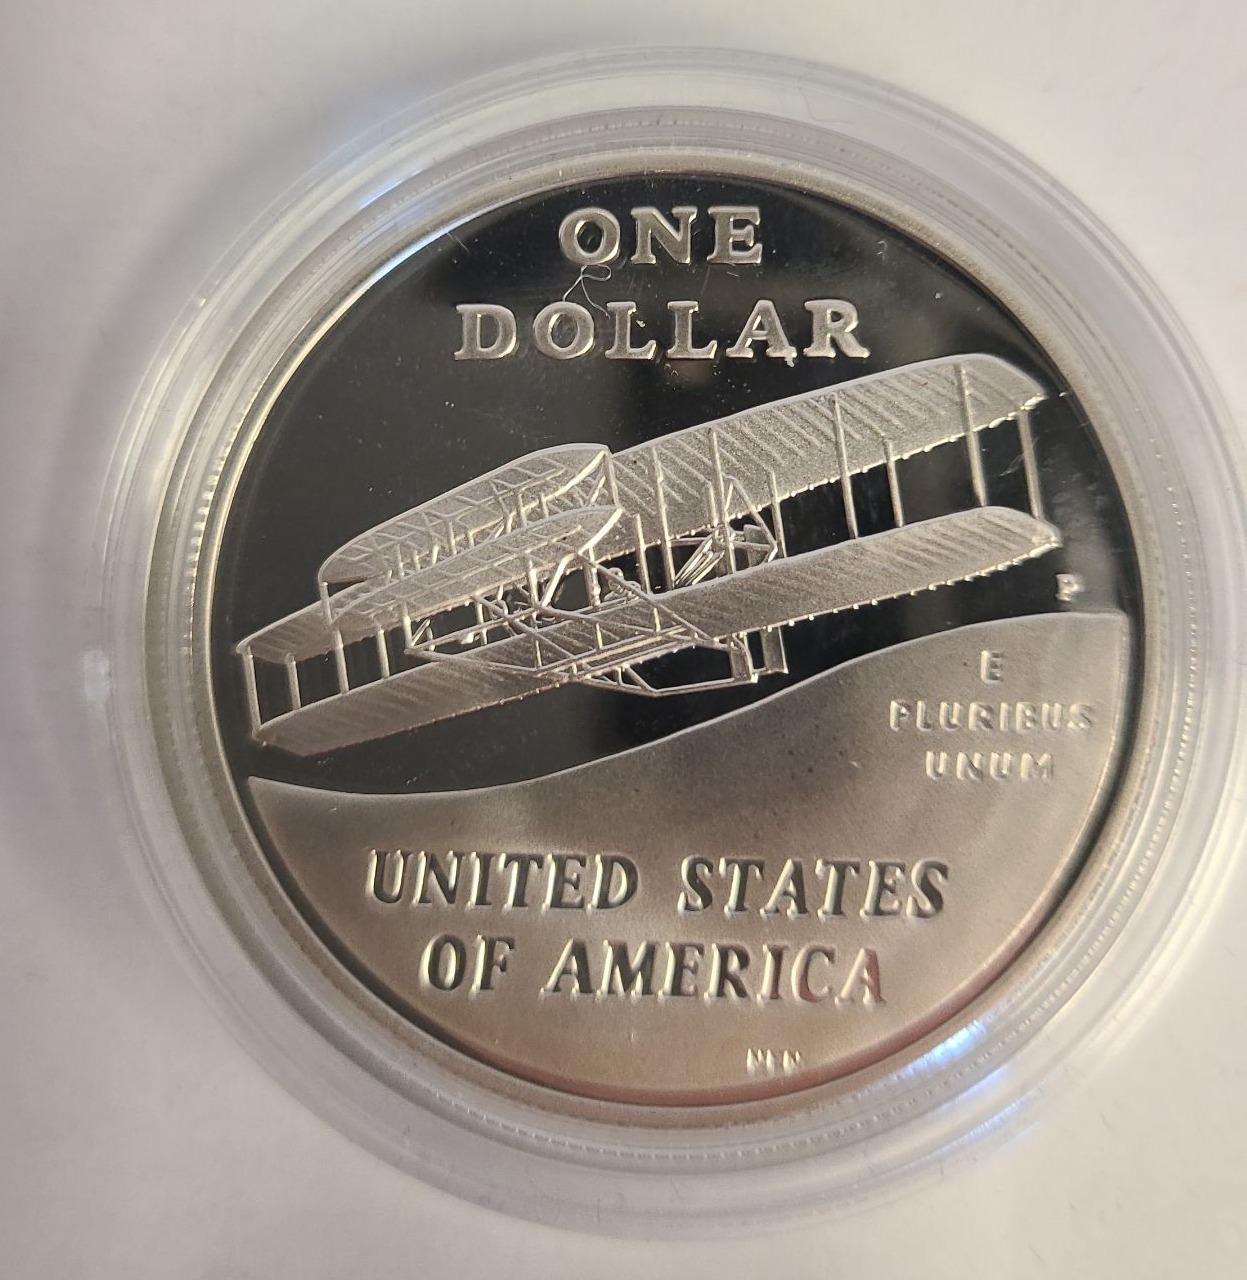 ONE
DOLLAR
P
E
PLURIBUS
UNUM
UNITED STATES
OF AMERICA